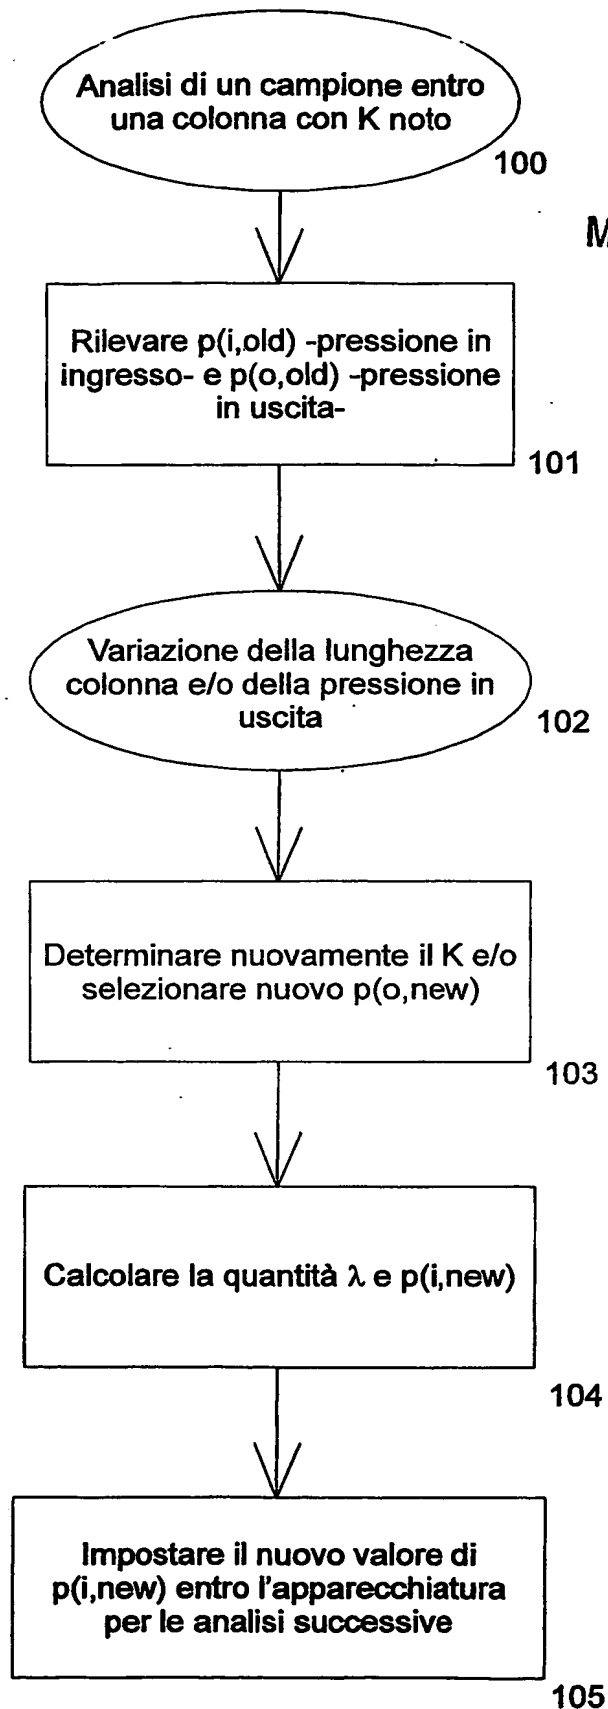 Analisi di un campione entro
una colonna con K noto
100
M
Rilevare p(i,old) -pressione in
ingresso- e p(o,old) -pressione
in uscita-
101
Variazione della lunghezza
colonna e/o della pressione in
uscita
102
Determinare nuovamente il K e/o
selezionare nuovo p(o,new)
103
Calcolare la quantità λ e p(i,new)
104
Impostare il nuovo valore di
p(i,new) entro l'apparecchiatura
per le analisi successive
105